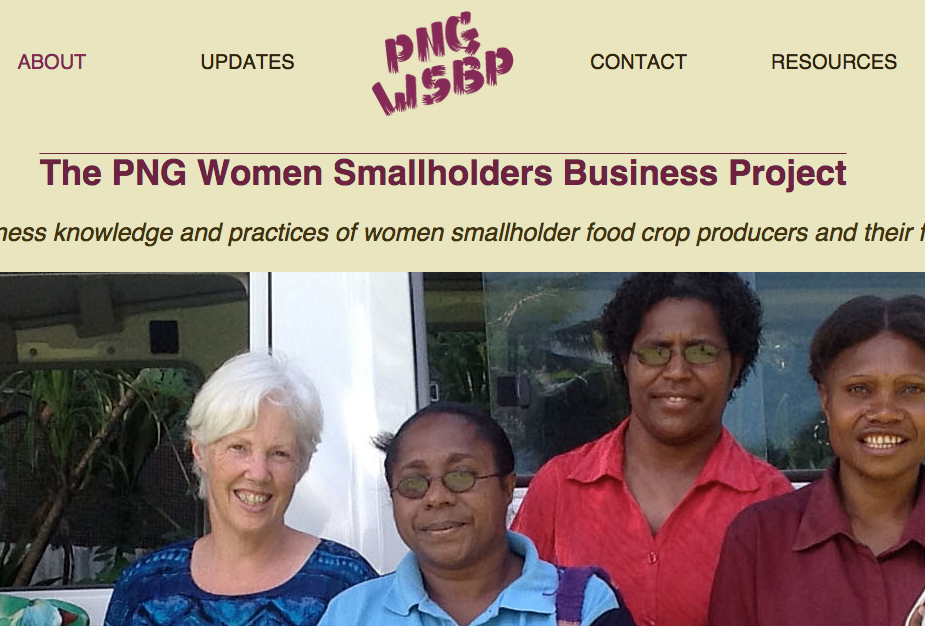 ABOUT
UPDATES
PNG
WSBP
CONTACT
RESOURCES
The PNG Women Smallholders Business Project
knowledge and practices of women smallholder food crop producers and their